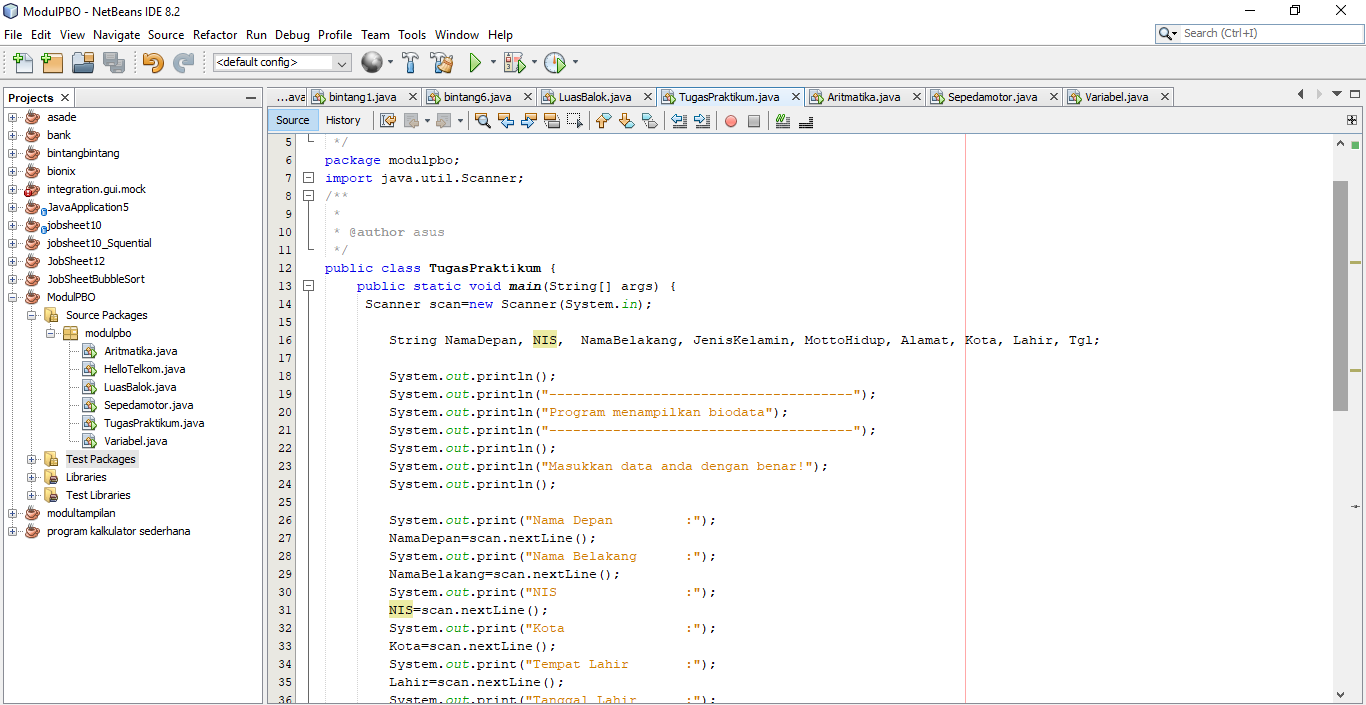 ModulPBO - NetBeans IDE 8.2
File Edit View Navigate Source Refactor Run Debug Profile Team Tools Window Help
Search (Ctrl+I)
<default config>
Projects
asade
bank
bintangbintang
bionix
integration.gui.mock
JavaApplication5
jobsheet10
jobsheet10_Squential
JobSheet12
JobSheetBubbleSort
ModulPBO
Source Packages
modulpbo
Aritmatika.java
HelloTelkom.java
LuasBalok.java
Sepedamotor.java
TugasPraktikum.java
Variabel.java
Test Packages
Libraries
Test Libraries
modultampilan
program kalkulator sederhana
...ava bintang1.java bintang6.java LuasBalok.java TugasPraktikum.java Aritmatika.java Sepedamotor.java Variabel.java
Source History
5 */
6 package modulpbo;
7 import java.util.Scanner;
8 /**
9 *
10 * @author asus
11 */
12 public class TugasPraktikum {
13 public static void main(String[] args) {
14 Scanner scan=new Scanner(System.in);
15
16 String NamaDepan, NIS,  NamaBelakang, JenisKelamin, MottoHidup, Alamat, Kota, Lahir, Tgl;
17
18 System.out.println();
19 System.out.println("--------------------------------------");
20 System.out.println("Program menampilkan biodata");
21 System.out.println("--------------------------------------");
22 System.out.println();
23 System.out.println("Masukkan data anda dengan benar!");
24 System.out.println();
25
26 System.out.print("Nama Depan         :");
27 NamaDepan=scan.nextLine();
28 System.out.print("Nama Belakang      :");
29 NamaBelakang=scan.nextLine();
30 System.out.print("NIS                :");
31 NIS=scan.nextLine();
32 System.out.print("Kota               :");
33 Kota=scan.nextLine();
34 System.out.print("Tempat Lahir       :");
35 Lahir=scan.nextLine();
36 System.out.print("Tanggal Lahir      :");